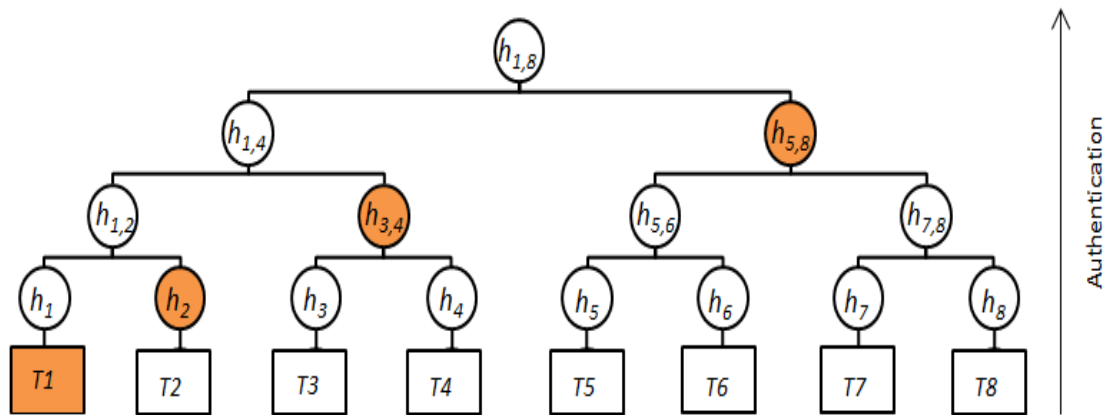 h1,8
h1,4 h5,8
h1,2 h3,4 h5,6 h7,8
h1 h2 h3 h4 h5 h6 h7 h8
T1 T2 T3 T4 T5 T6 T7 T8
Authentication